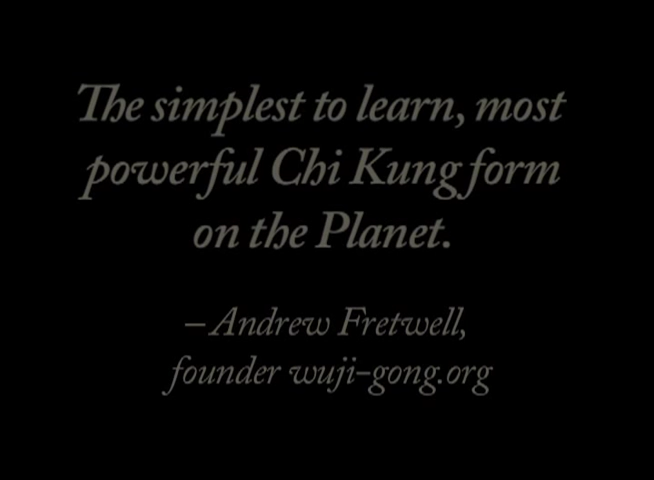 The simplest to learn, most
powerful Chi Kung form
on the Planet.
– Andrew Fretwell,
founder wuji-gong.org